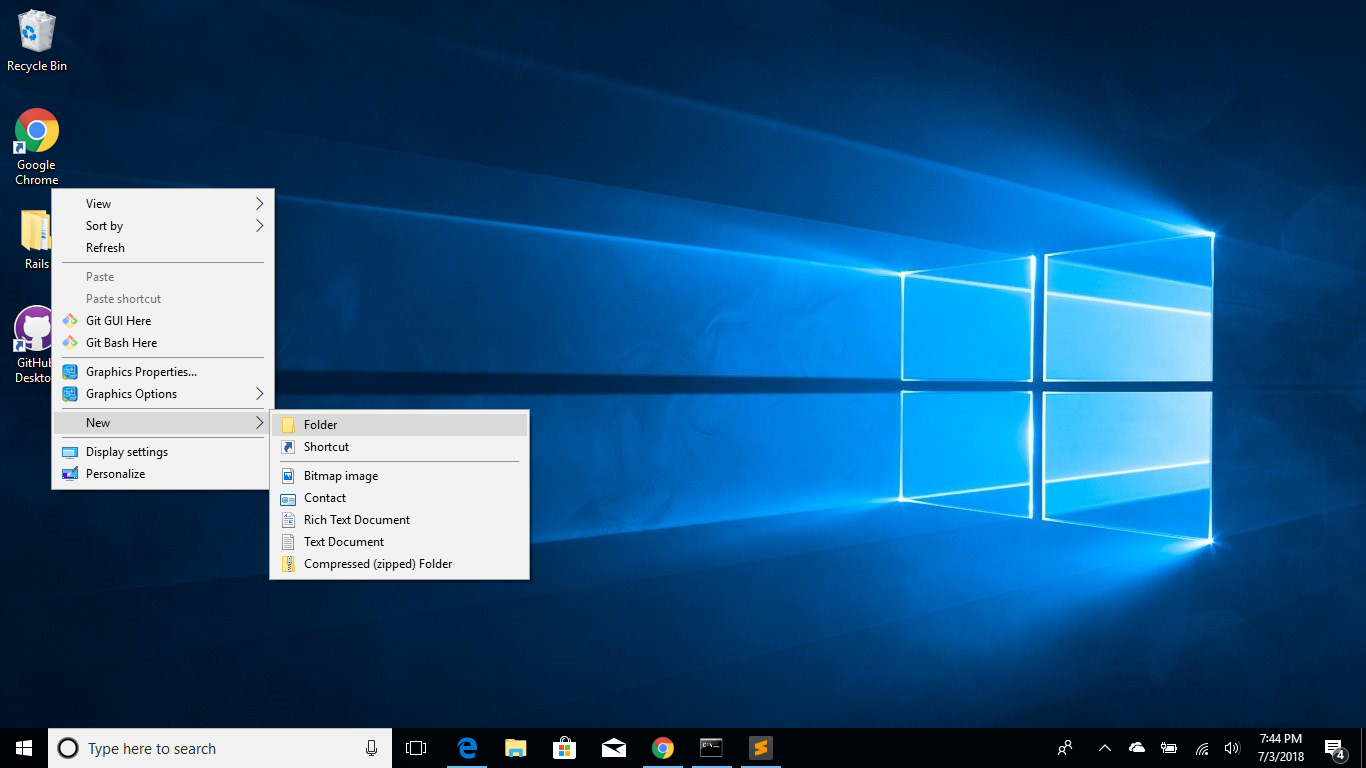 Recycle Bin
Google
Chrome
Rails
GitHub
Deskto
View
Sort by
Refresh
Paste
Paste shortcut
Git GUI Here
Git Bash Here
Graphics Properties...
Graphics Options
New
Display settings
Personalize
Folder
Shortcut
Bitmap image
Contact
Rich Text Document
Text Document
Compressed (zipped) Folder
Type here to search
7:44 PM
7/3/2018
4